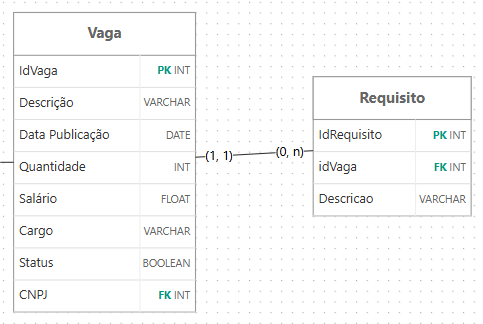 Vaga
IdVaga PK INT
Descrição VARCHAR
Data Publicação DATE
Quantidade INT
Salário FLOAT
Cargo VARCHAR
Status BOOLEAN
CNPJ FK INT
(1, 1) (0, n)
Requisito
IdRequisito PK INT
idVaga FK INT
Descricao VARCHAR